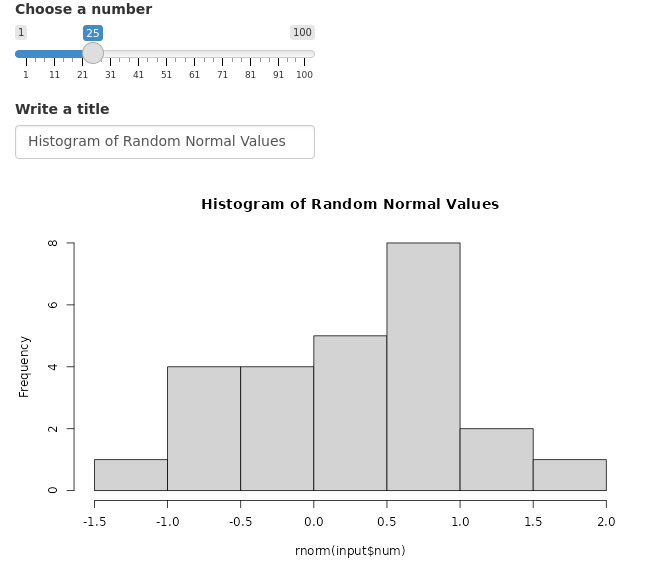 Choose a number
1 25 100
1 11 21 31 41 51 61 71 81 91 100
Write a title
Histogram of Random Normal Values
Histogram of Random Normal Values
8
6
4
2
0
Frequency
-1.5 -1.0 -0.5 0.0 0.5 1.0 1.5 2.0
rnorm(input$num)